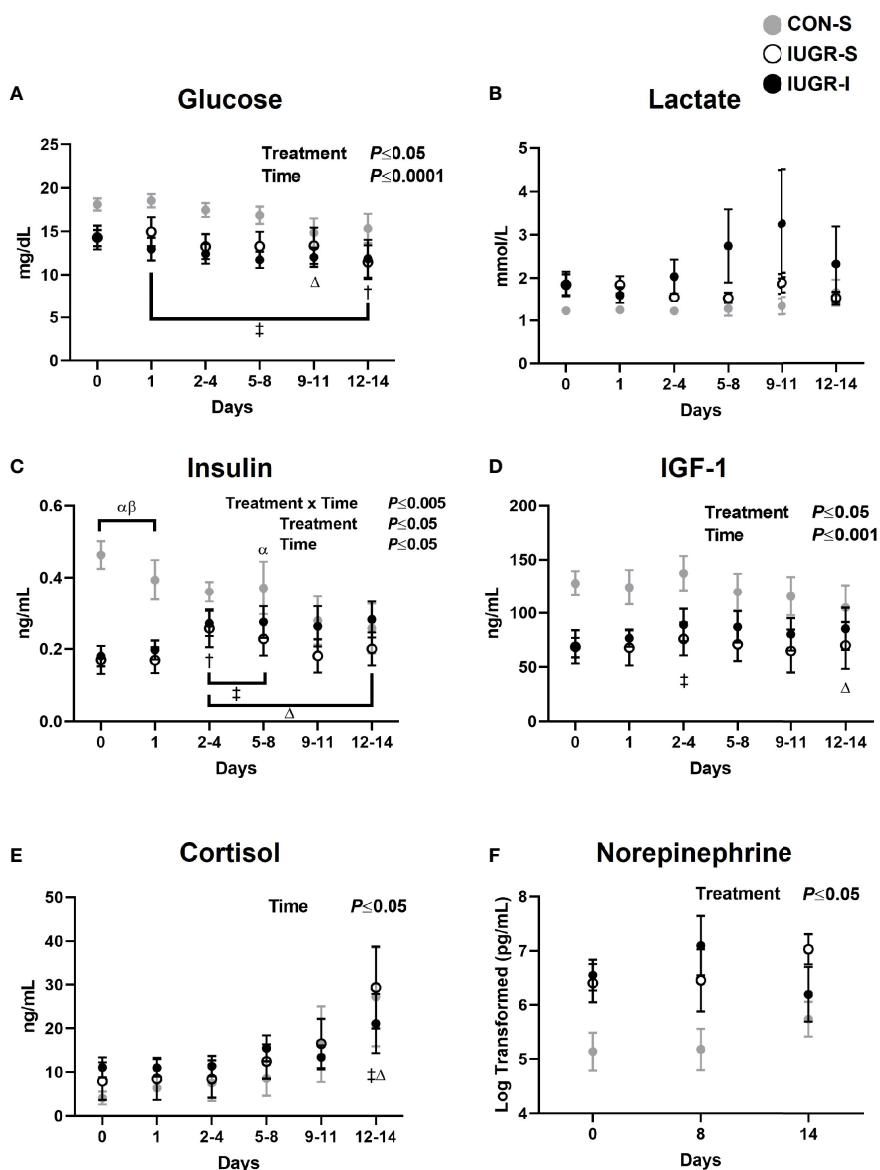 CON-S
IUGR-S
IUGR-I
A
Glucose
Treatment P≤0.05
Time P≤0.0001
mg/dL
25
20
15
10
5
0
Δ
†
‡
0 1 2-4 5-8 9-11 12-14
Days
B
Lactate
mmol/L
5
4
3
2
1
0
0 1 2-4 5-8 9-11 12-14
Days
C
Insulin
Treatment x Time P≤0.005
Treatment P≤0.05
Time P≤0.05
ng/mL
0.6
0.4
0.2
0.0
αβ
α
†
‡
Δ
0 1 2-4 5-8 9-11 12-14
Days
D
IGF-1
Treatment P≤0.05
Time P≤0.001
ng/mL
200
150
100
50
0
‡
Δ
0 1 2-4 5-8 9-11 12-14
Days
E
Cortisol
Time P≤0.05
ng/mL
50
40
30
20
10
0
‡Δ
0 1 2-4 5-8 9-11 12-14
Days
F
Norepinephrine
Treatment P≤0.05
Log Transformed (pg/mL)
8
7
6
5
4
0 8 14
Days